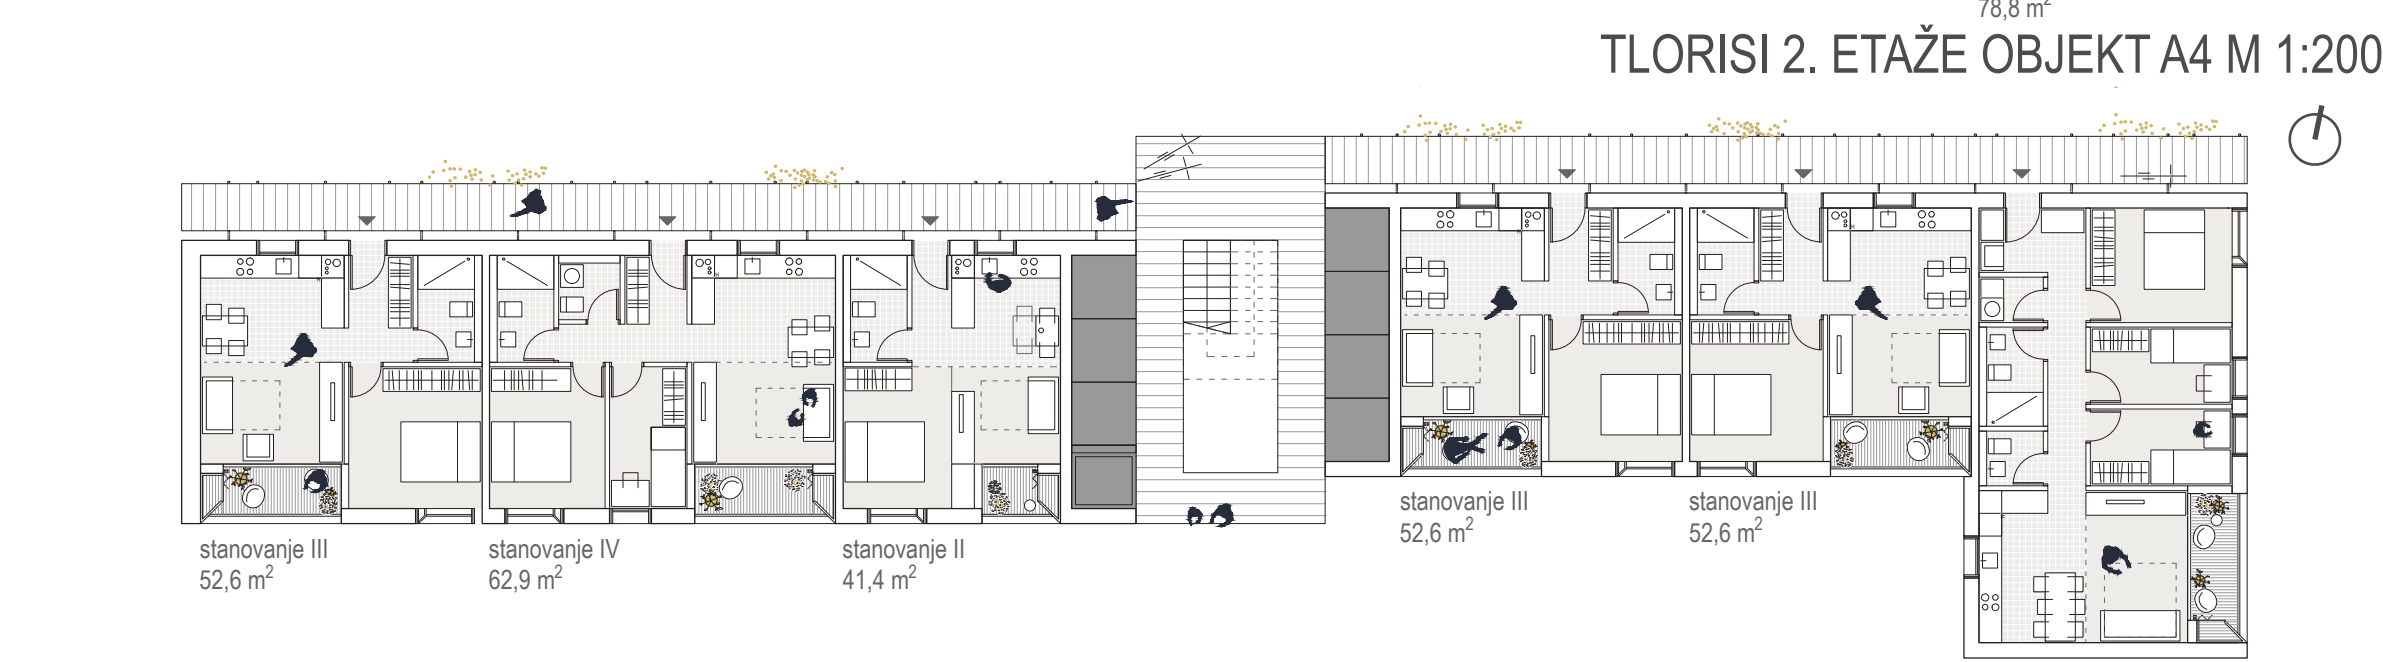 78,8 m²
TLORISI 2. ETAŽE OBJEKT A4 M 1:200
stanovanje III
52,6 m²
stanovanje III
52,6 m²
stanovanje III
52,6 m²
stanovanje IV
62,9 m²
stanovanje II
41,4 m²